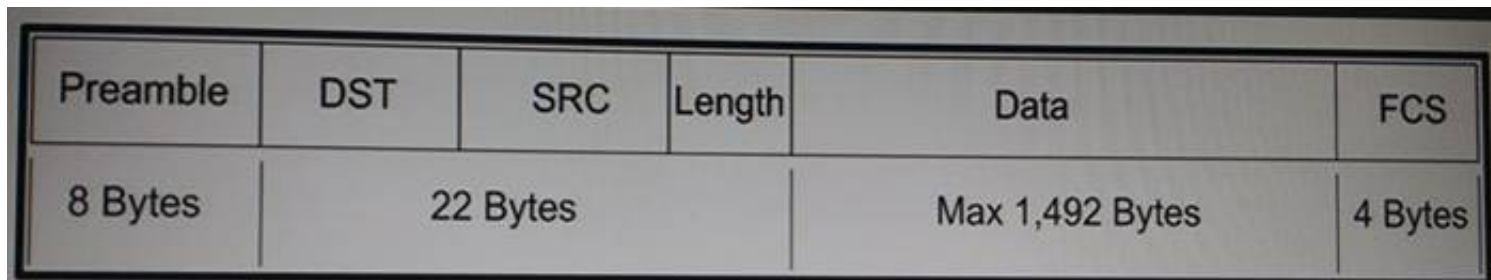 Preamble DST SRC Length Data FCS
8 Bytes 22 Bytes Max 1,492 Bytes 4 Bytes